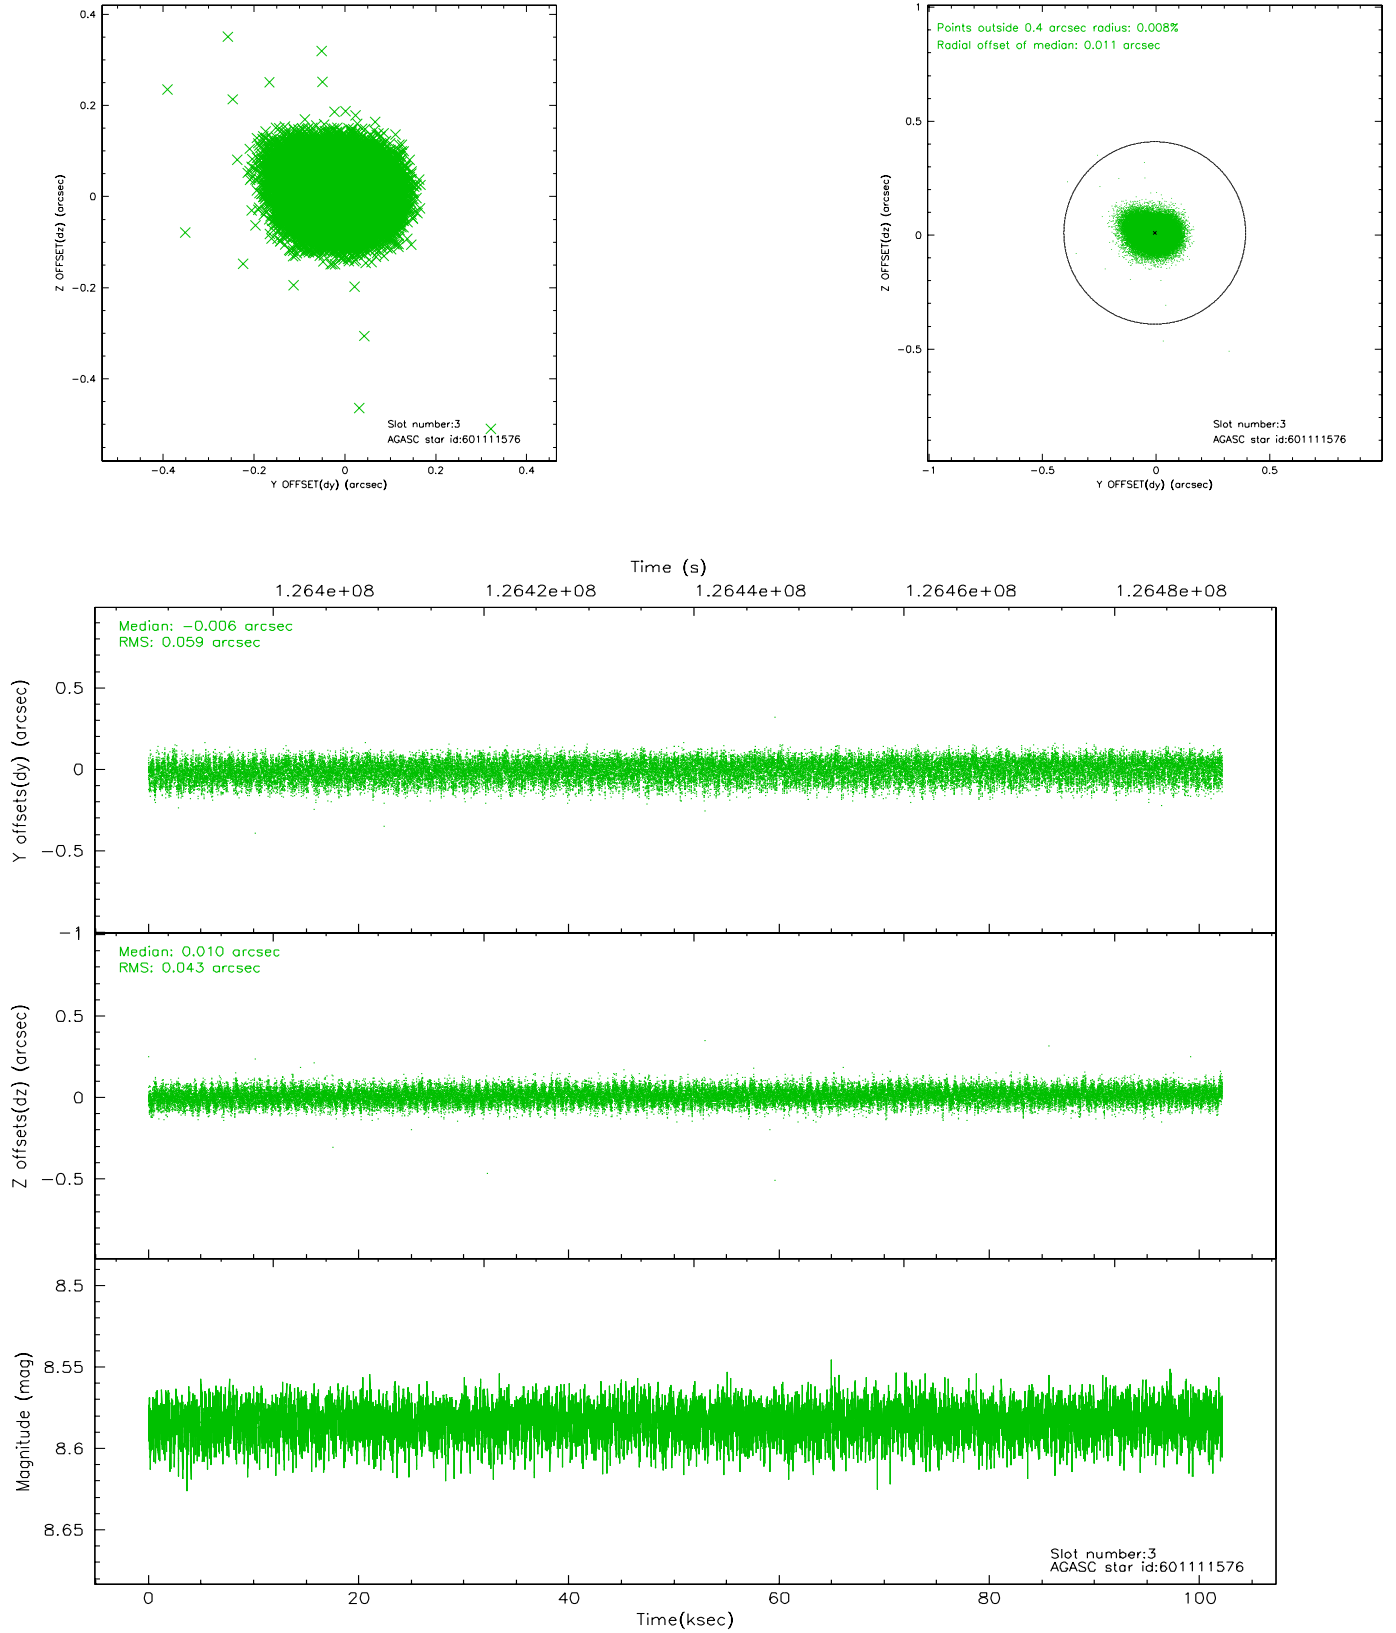 0.4
0.2
0
−0.2
−0.4
Z OFFSET(dz) (arcsec)
Slot number:3
AGASC star id:601111576
−0.4 −0.2 0 0.2 0.4
Y OFFSET(dy) (arcsec)
Points outside 0.4 arcsec radius: 0.008%
Radial offset of median: 0.011 arcsec
1
0.5
0
−0.5
Z OFFSET(dz) (arcsec)
Slot number:3
AGASC star id:601111576
−1 −0.5 0 0.5
Y OFFSET(dy) (arcsec)
Time (s)
1.264e+08 1.2642e+08 1.2644e+08 1.2646e+08 1.2648e+08
Median: −0.006 arcsec
RMS: 0.059 arcsec
0.5
0
−0.5
−1
Y offsets(dy) (arcsec)
Median: 0.010 arcsec
RMS: 0.043 arcsec
0.5
0
−0.5
Z offsets(dz) (arcsec)
8.5
8.55
8.6
8.65
Magnitude (mag)
Slot number:3
AGASC star id:601111576
0 20 40 60 80 100
Time(ksec)